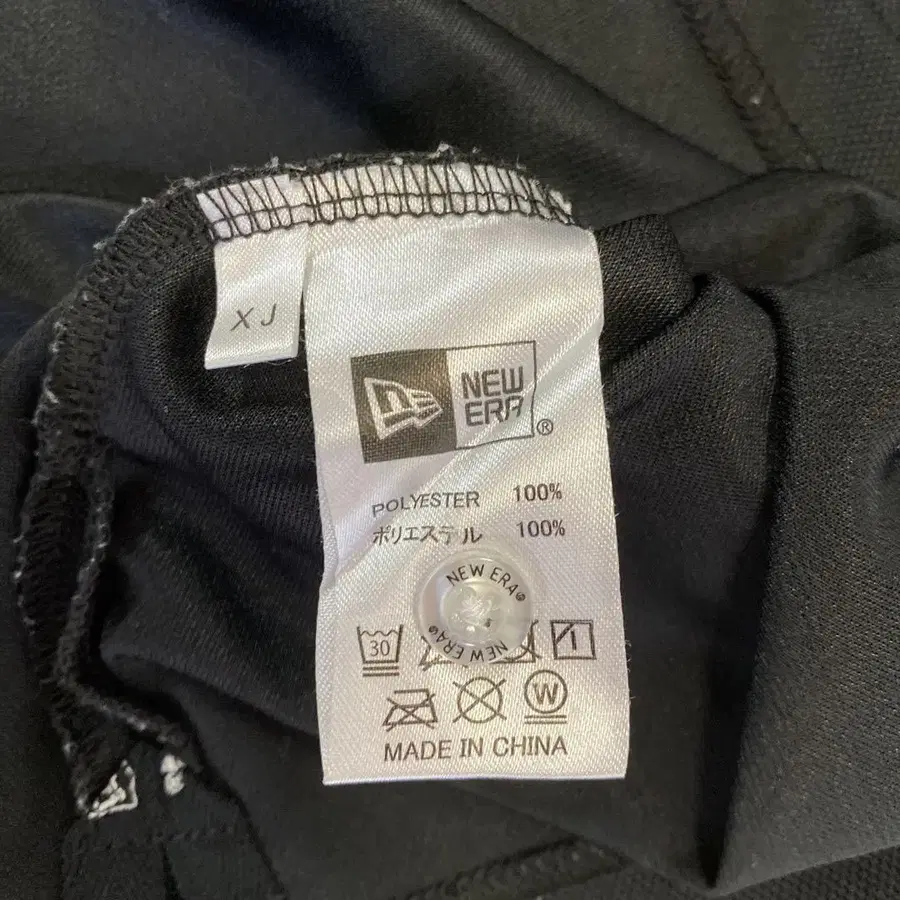 XJ
NEW
ERA®
POLYESTER 100%
ポリエステル 100%
NEW ERA®
NEW ERA®
30
W
MADE IN CHINA